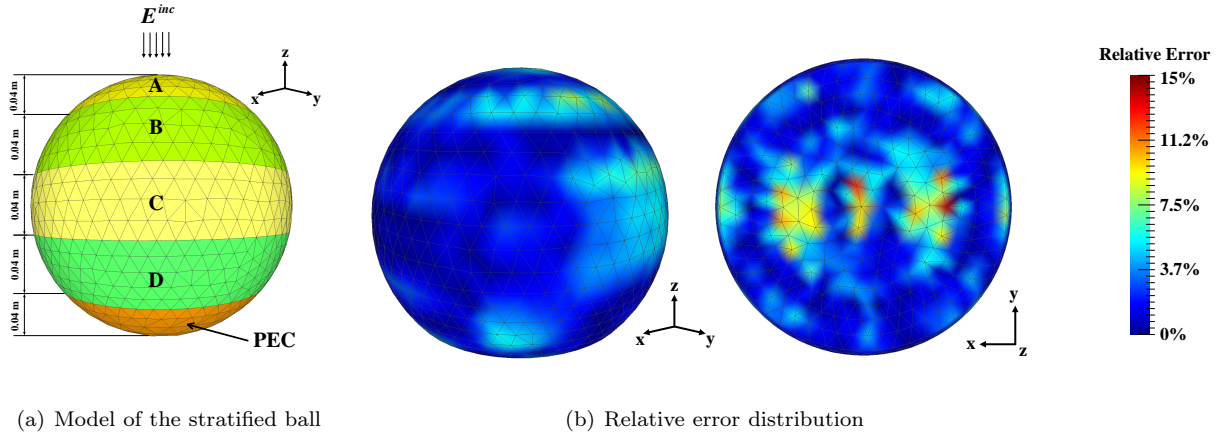 E^inc
z
x
y
A
B
C
D
PEC
0.04 m
0.04 m
0.04 m
0.04 m
0.04 m
z
x
y
y
x
z
Relative Error
15%
11.2%
7.5%
3.7%
0%
(a) Model of the stratified ball
(b) Relative error distribution